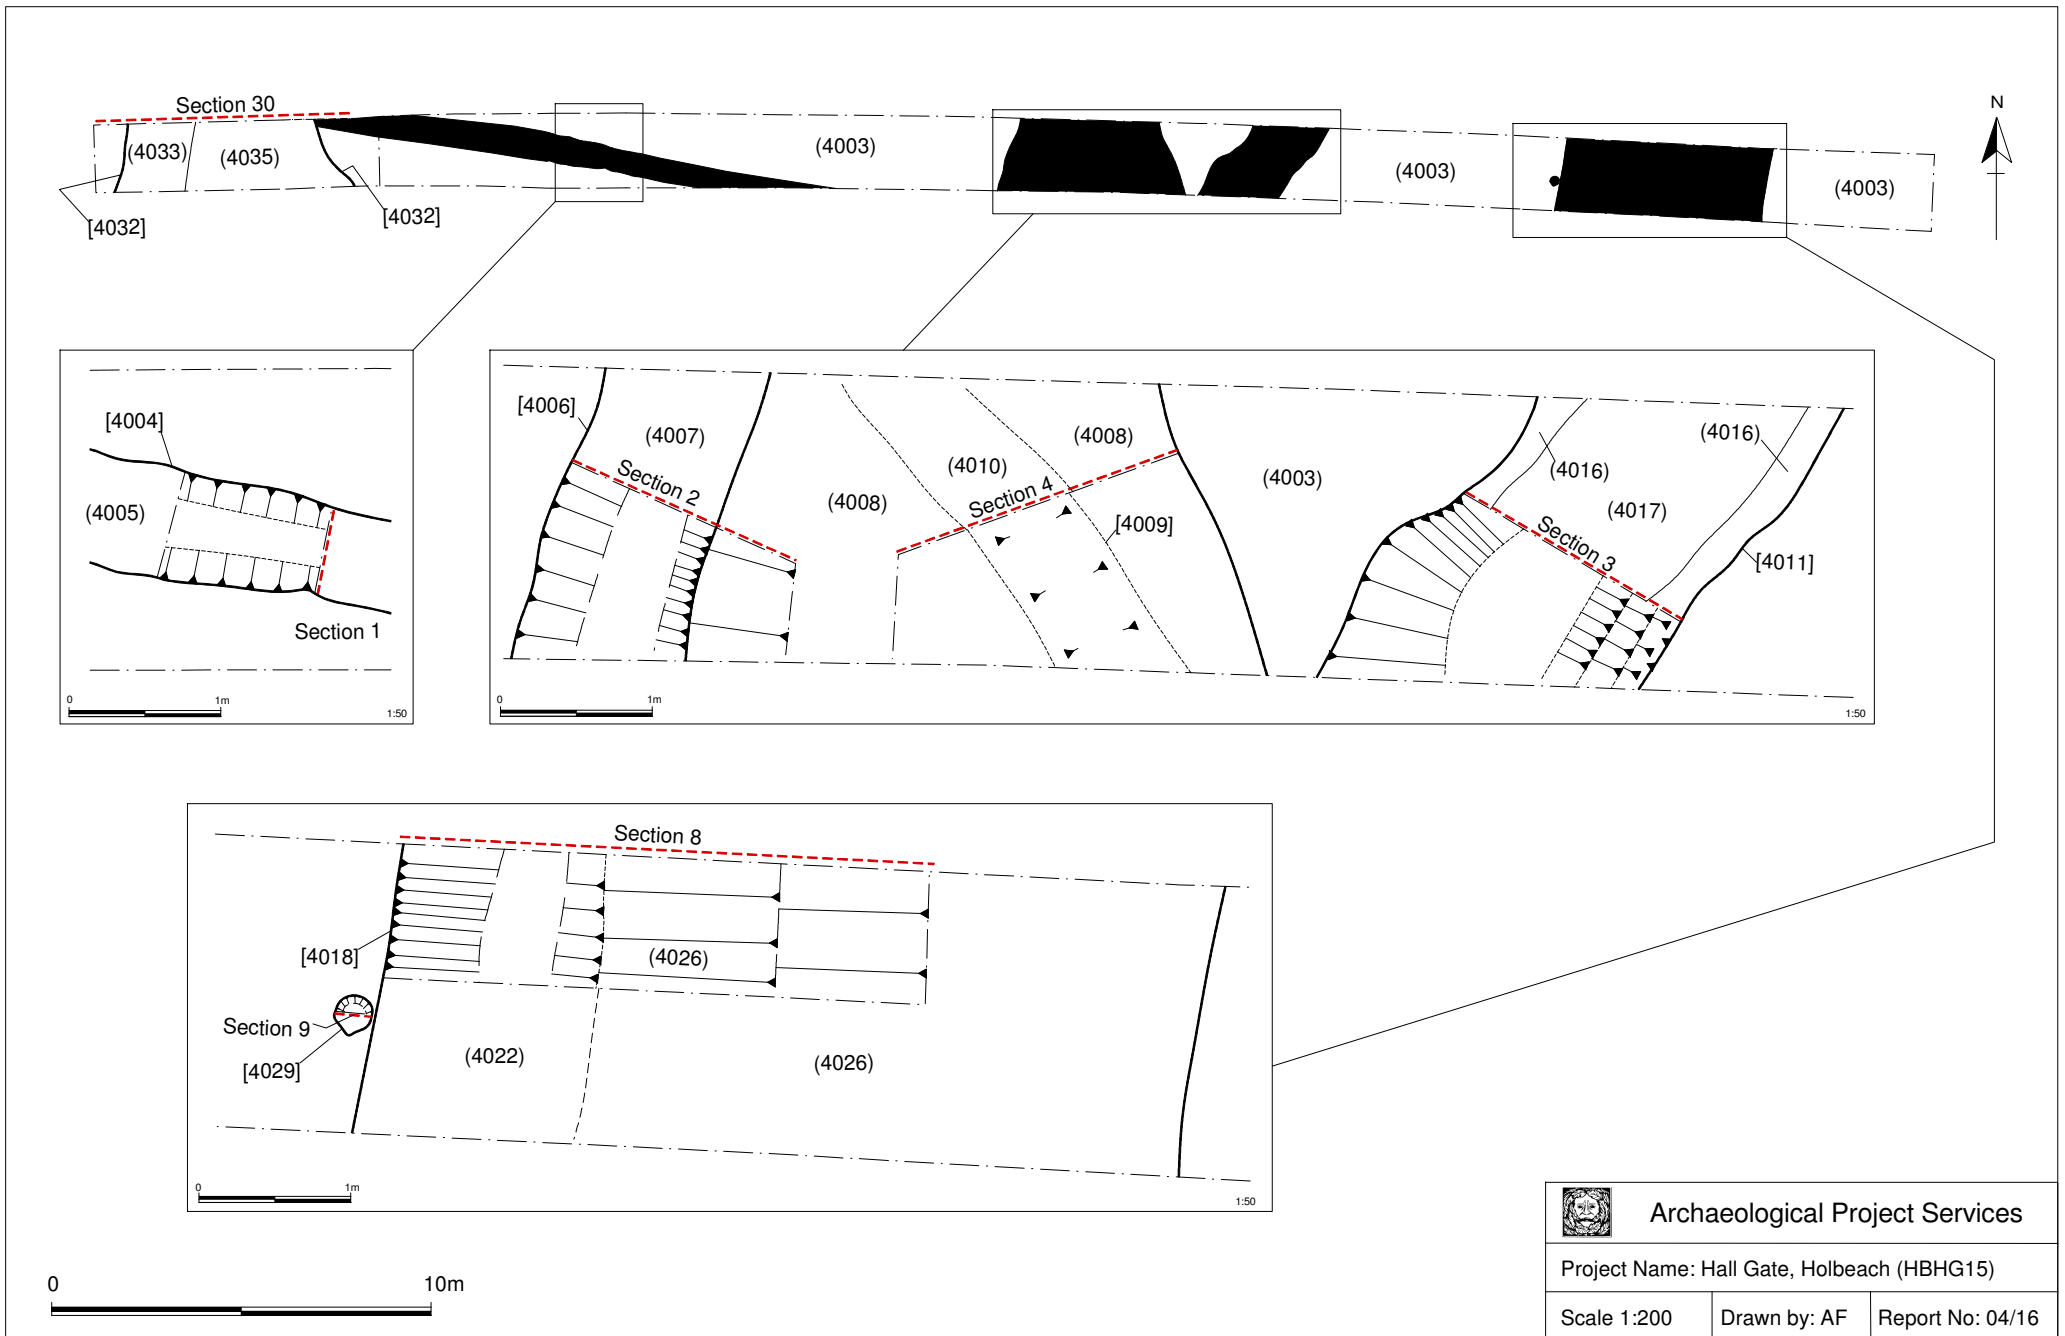 Section 30
N
(4033)
(4035)
(4003)
(4003)
(4003)
[4032]
[4032]
[4004]
(4005)
Section 1
0 1m
1:50
[4006]
(4007)
Section 2
(4008)
(4010)
Section 4
(4008)
[4009]
(4003)
(4016)
(4016)
(4017)
Section 3
[4011]
0 1m
1:50
Section 8
[4018]
(4026)
Section 9
[4029]
(4022)
(4026)
0 1m
1:50
0 10m
Archaeological Project Services
Project Name: Hall Gate, Holbeach (HBHG15)
Scale 1:200
Drawn by: AF
Report No: 04/16